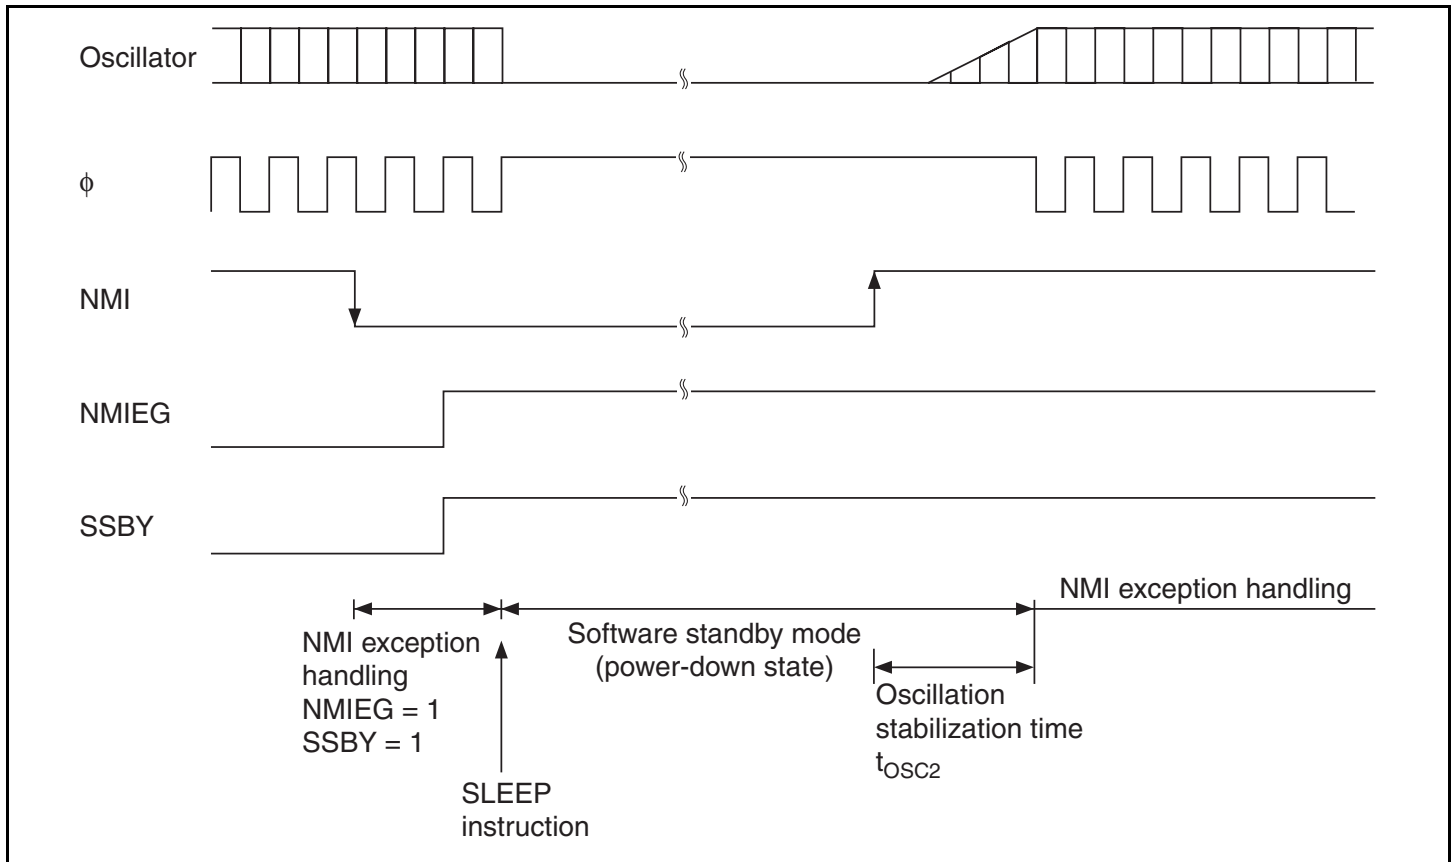 Oscillator
ϕ
NMI
NMIEG
SSBY
NMI exception handling
NMI exception
handling
NMIEG = 1
SSBY = 1
Software standby mode
(power-down state)
Oscillation
stabilization time
tOSC2
SLEEP
instruction